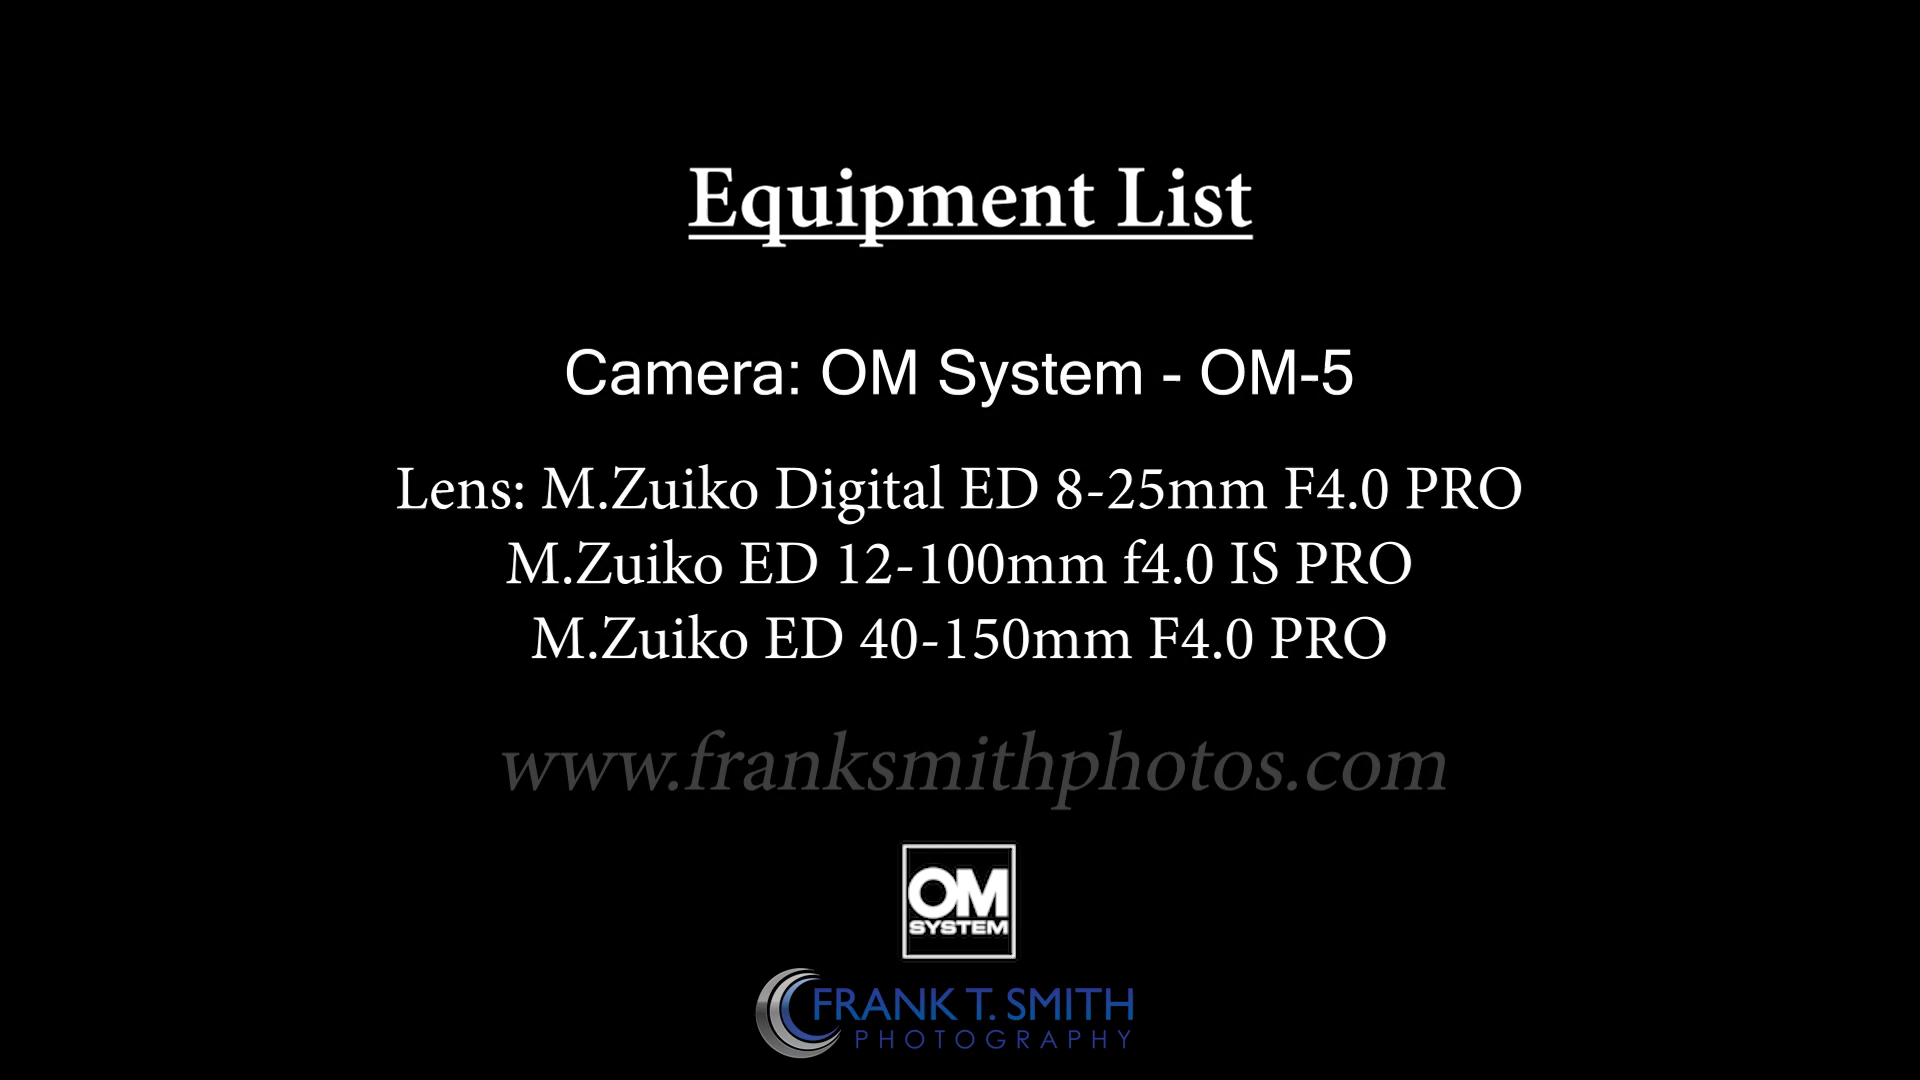 Equipment List
Camera: OM System - OM-5
Lens: M.Zuiko Digital ED 8-25mm F4.0 PRO
M.Zuiko ED 12-100mm f4.0 IS PRO
M.Zuiko ED 40-150mm F4.0 PRO
www.franksmithphotos.com
OM
SYSTEM
FRANK T. SMITH
PHOTOGRAPHY